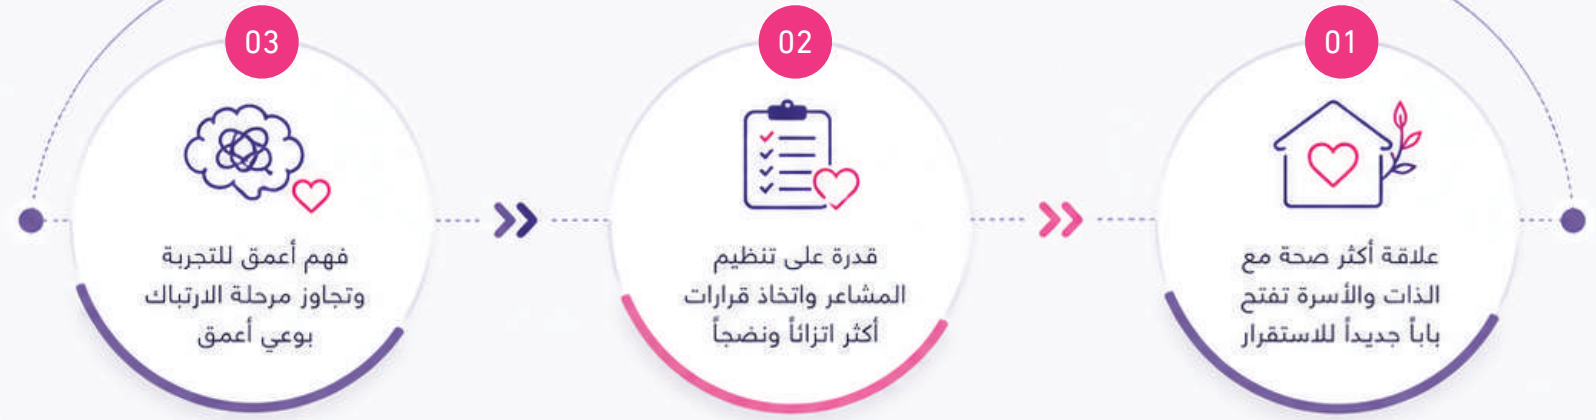 01
علاقة أكثر صحة مع
الذات والأسرة تفتح
باباً جديداً للاستقرار
02
قدرة على تنظيم
المشاعر واتخاذ قرارات
أكثر اتزاناً ونضجاً
03
فهم أعمق للتجربة
وتجاوز مرحلة الارتباك
بوعي أعمق